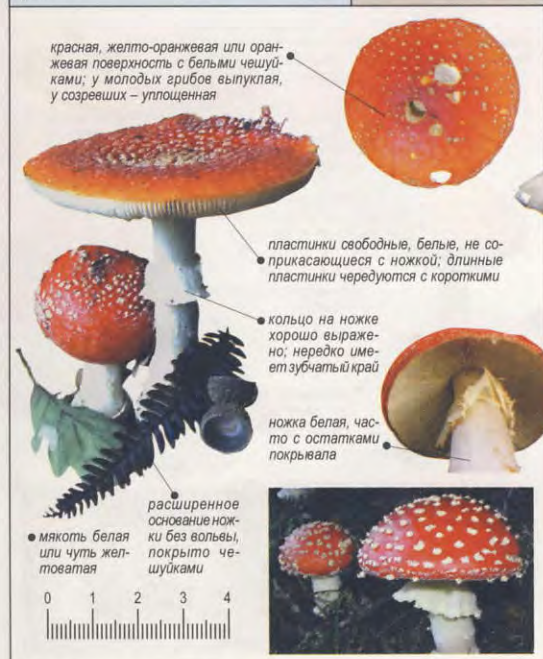 красная, желто-оранжевая или оран-
жевая поверхность с белыми чешуй-
ками; у молодых грибов выпуклая,
у созревших – уплощенная
пластинки свободные, белые, не со-
прикасающиеся с ножкой; длинные
пластинки чередуются с короткими
кольцо на ножке
хорошо выраже-
но; нередко име-
ет зубчатый край
ножка белая, час-
то с остатками
покрывала
расширенное
основание нож-
ки без вольвы,
покрыто че-
шуйками
мякоть белая
или чуть жел-
товатая
0 1 2 3 4